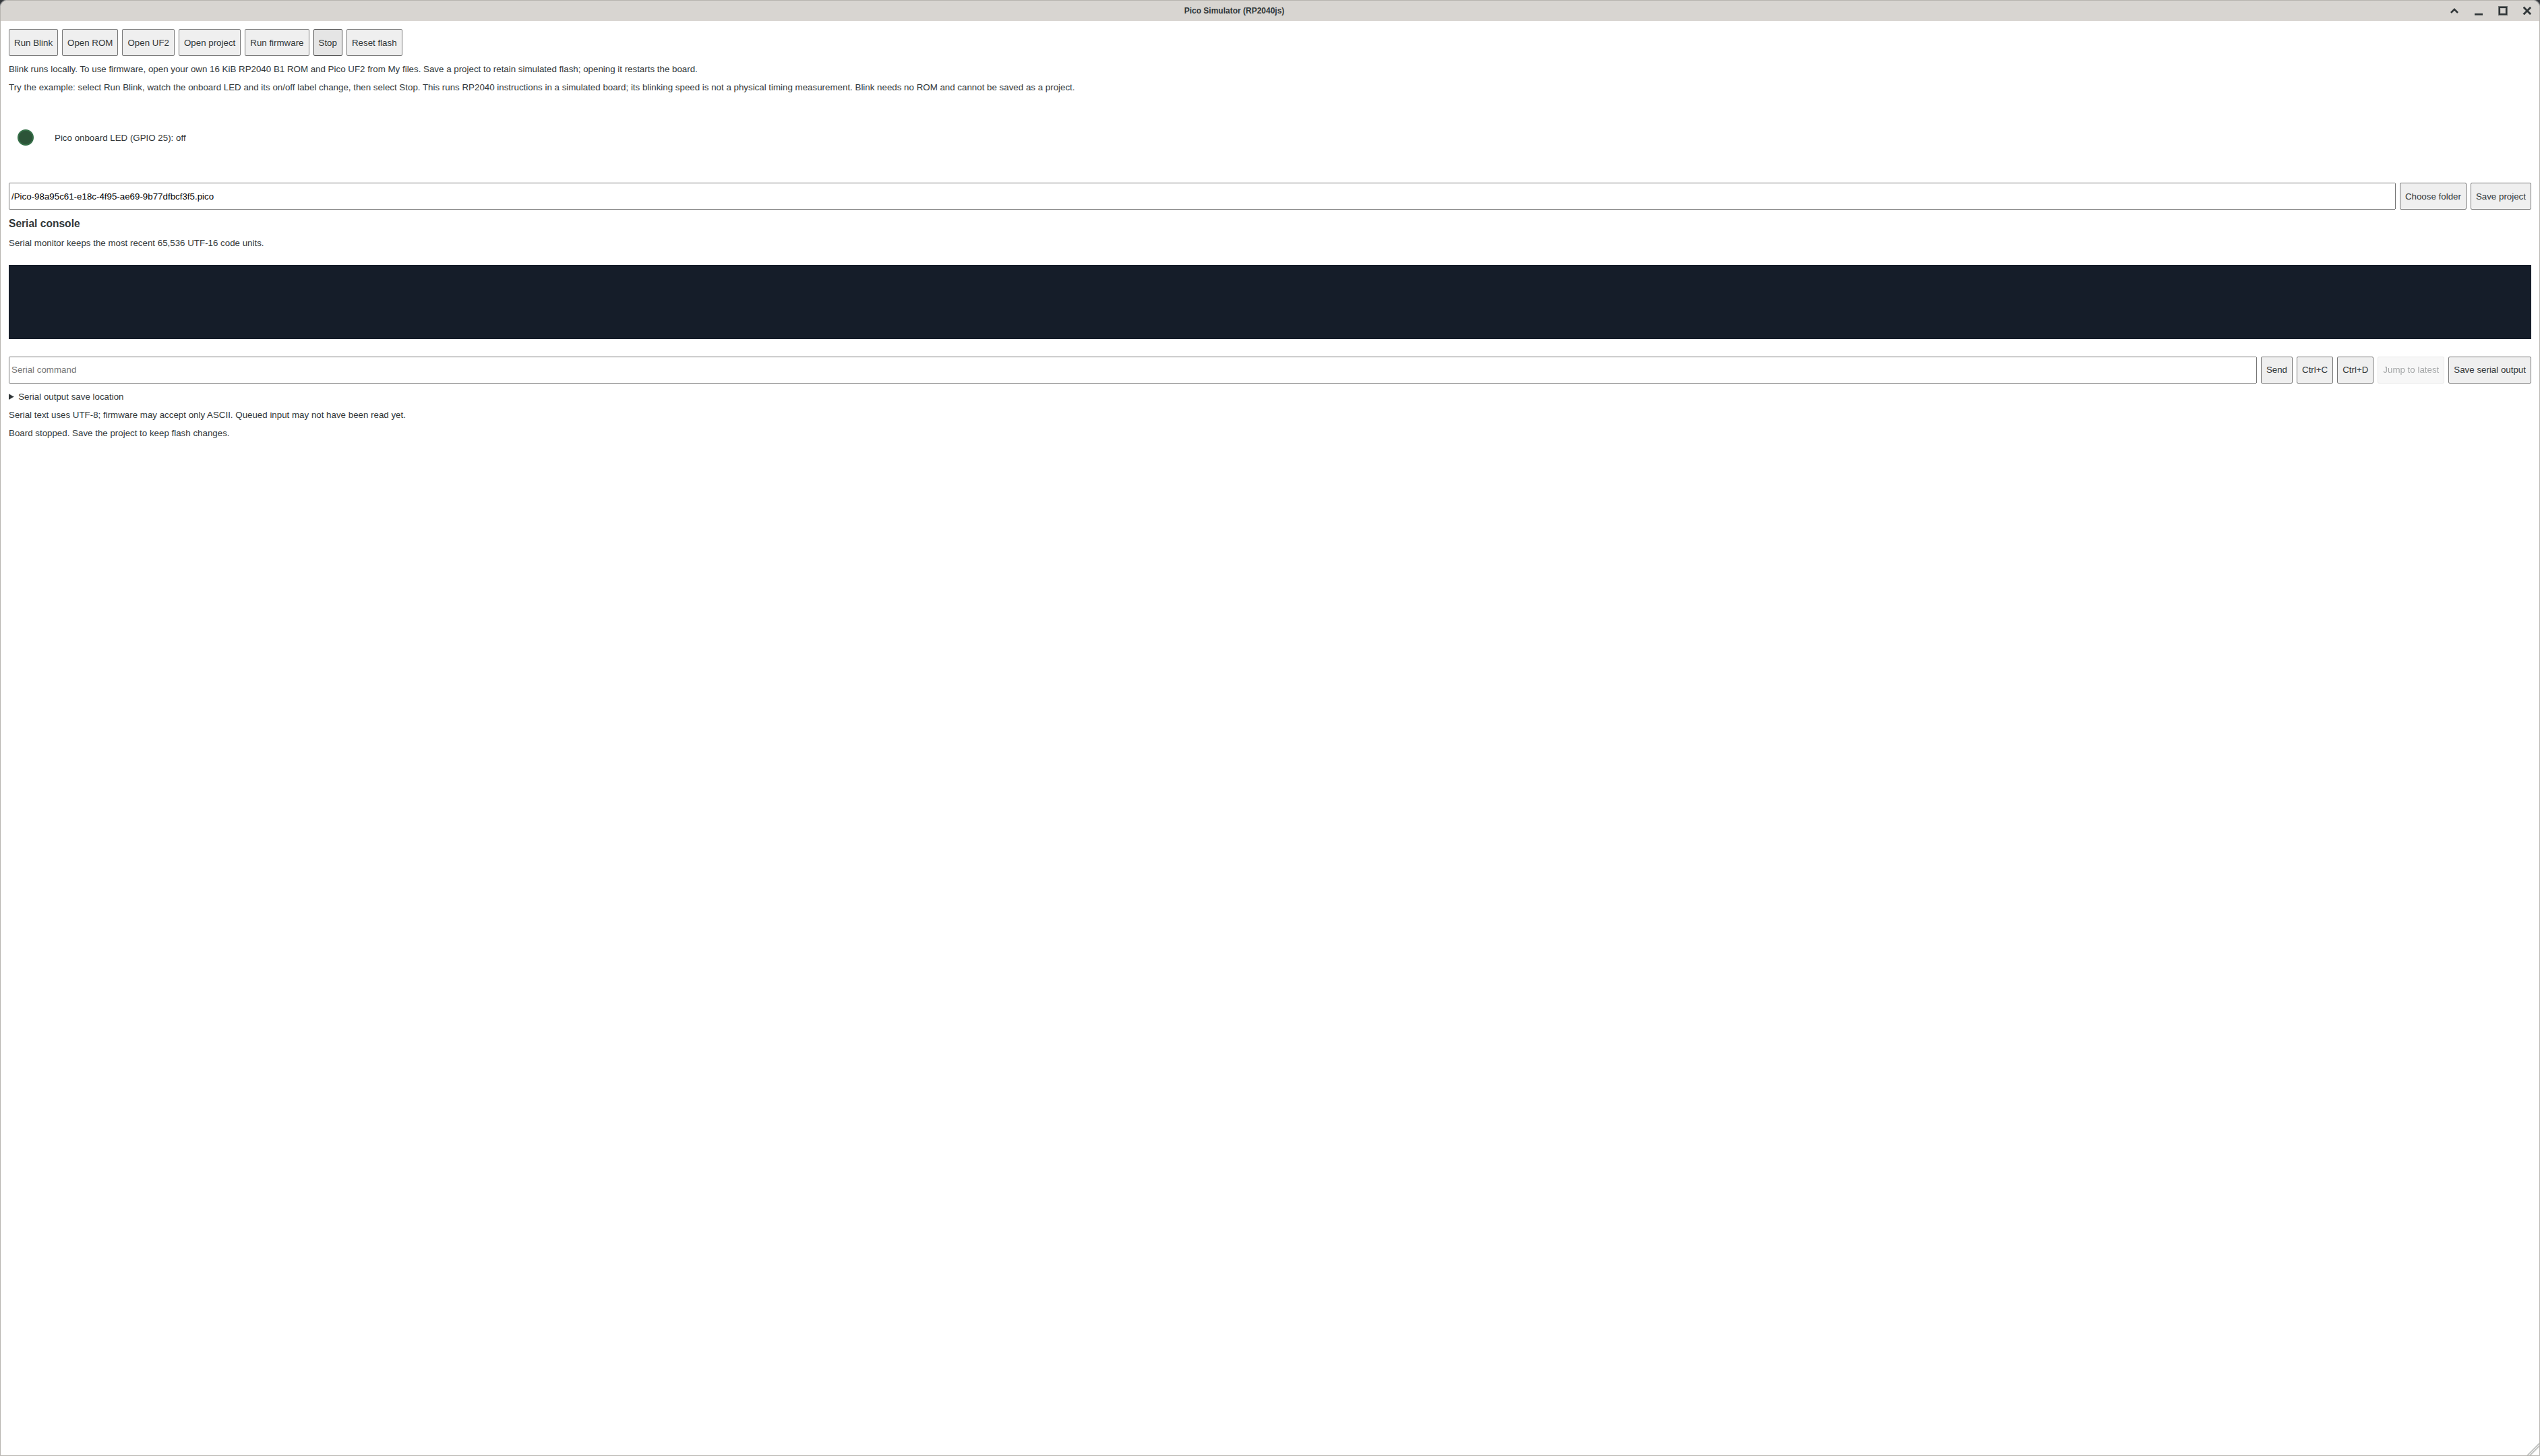 Pico Simulator (RP2040js)
Run Blink Open ROM Open UF2 Open project Run firmware Stop Reset flash
Blink runs locally. To use firmware, open your own 16 KiB RP2040 B1 ROM and Pico UF2 from My files. Save a project to retain simulated flash; opening it restarts the board.
Try the example: select Run Blink, watch the onboard LED and its on/off label change, then select Stop. This runs RP2040 instructions in a simulated board; its blinking speed is not a physical timing measurement. Blink needs no ROM and cannot be saved as a project.
Pico onboard LED (GPIO 25): off
/Pico-98a95c61-e18c-4f95-ae69-9b77dfbcf3f5.pico Choose folder Save project
Serial console
Serial monitor keeps the most recent 65,536 UTF-16 code units.
Serial command Send Ctrl+C Ctrl+D Jump to latest Save serial output
Serial output save location
Serial text uses UTF-8; firmware may accept only ASCII. Queued input may not have been read yet.
Board stopped. Save the project to keep flash changes.